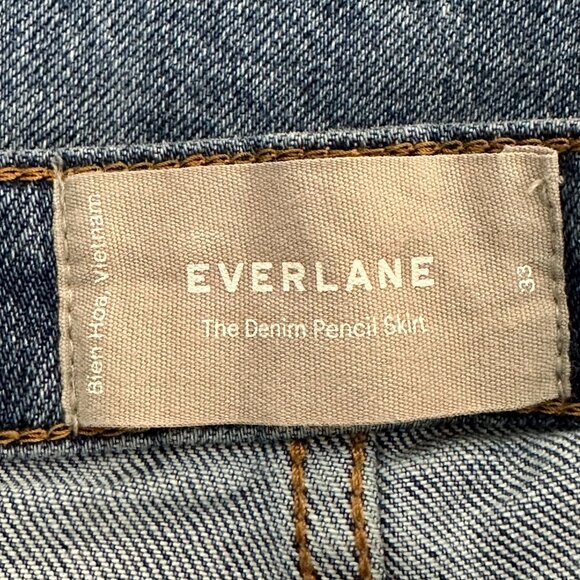 Bien Hoa, Vietnam
EVERLANE
The Denim Pencil Skirt
33